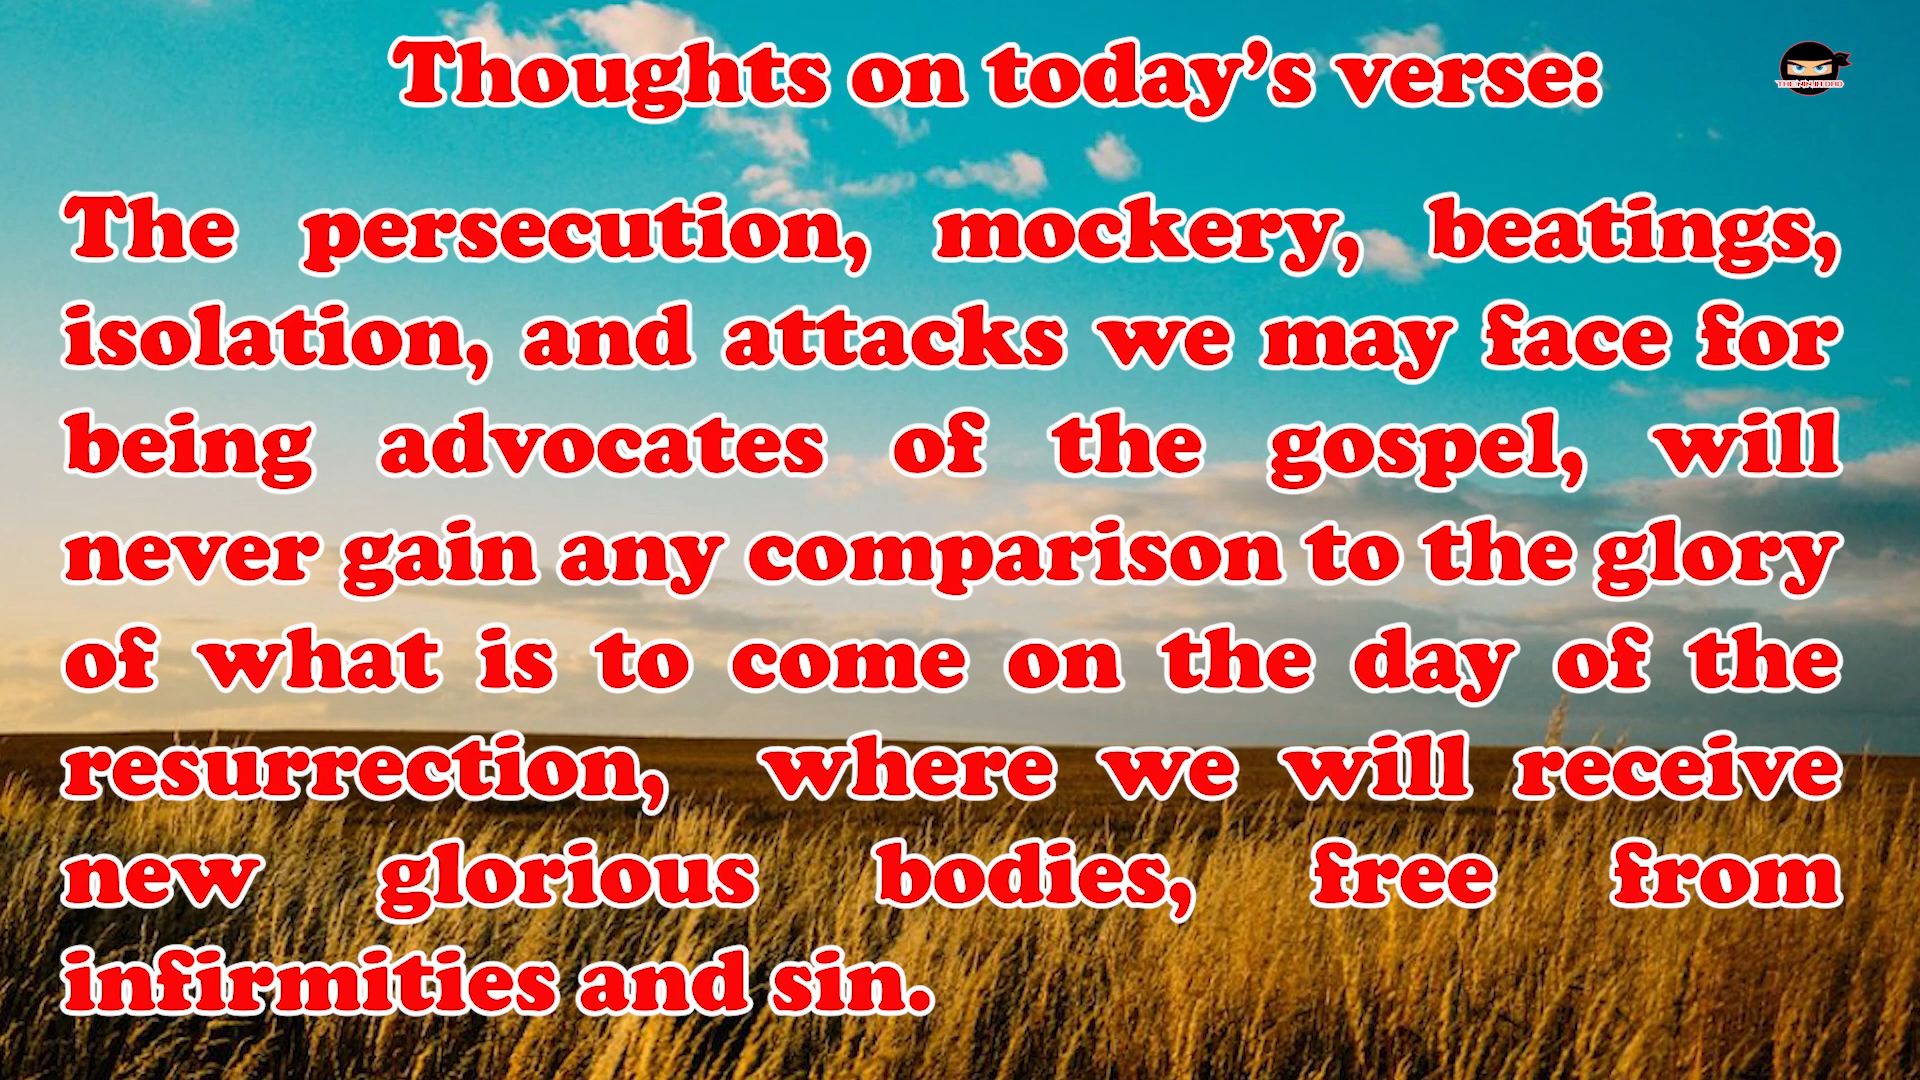 Thoughts on today's verse:
The persecution, mockery, beatings,
isolation, and attacks we may face for
being advocates of the gospel, will
never gain any comparison to the glory
of what is to come on the day of the
resurrection, where we will receive
new glorious bodies, free from
infirmities and sin.